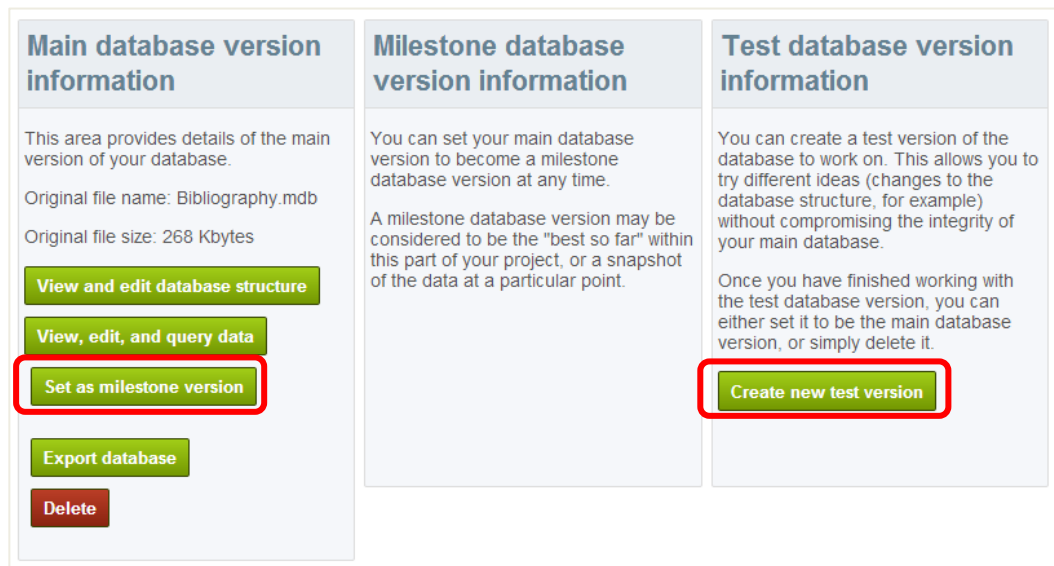 Main database version
information
This area provides details of the main
version of your database.
Original file name: Bibliography.mdb
Original file size: 268 Kbytes
View and edit database structure
View, edit, and query data
Set as milestone version
Export database
Delete
Milestone database
version information
You can set your main database
version to become a milestone
database version at any time.
A milestone database version may be
considered to be the "best so far" within
this part of your project, or a snapshot
of the data at a particular point.
Test database version
information
You can create a test version of the
database to work on. This allows you to
try different ideas (changes to the
database structure, for example)
without compromising the integrity of
your main database.
Once you have finished working with
the test database version, you can
either set it to be the main database
version, or simply delete it.
Create new test version